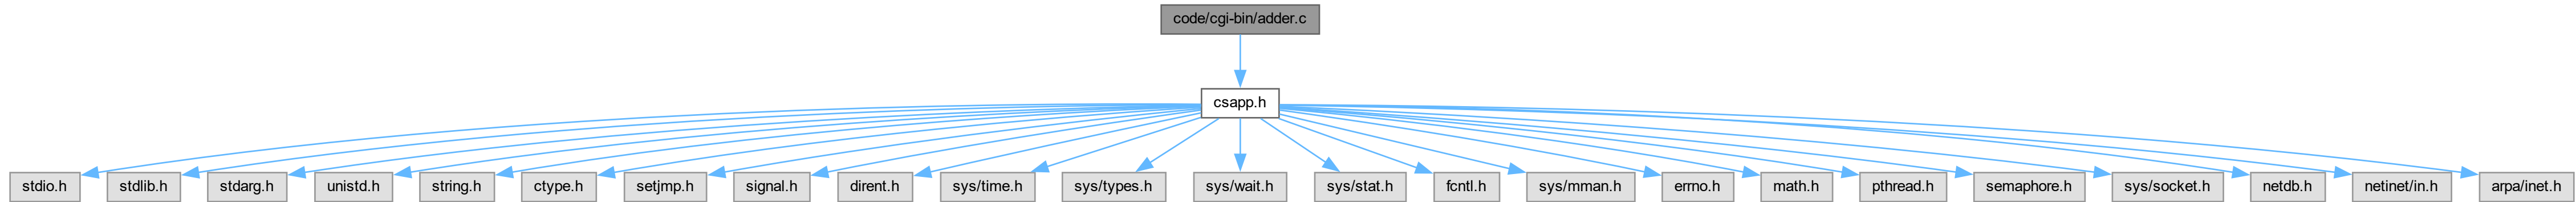 code/cgi-bin/adder.c
csapp.h
stdio.h
stdlib.h
stdarg.h
unistd.h
string.h
ctype.h
setjmp.h
signal.h
dirent.h
sys/time.h
sys/types.h
sys/wait.h
sys/stat.h
fcntl.h
sys/mman.h
errno.h
math.h
pthread.h
semaphore.h
sys/socket.h
netdb.h
netinet/in.h
arpa/inet.h